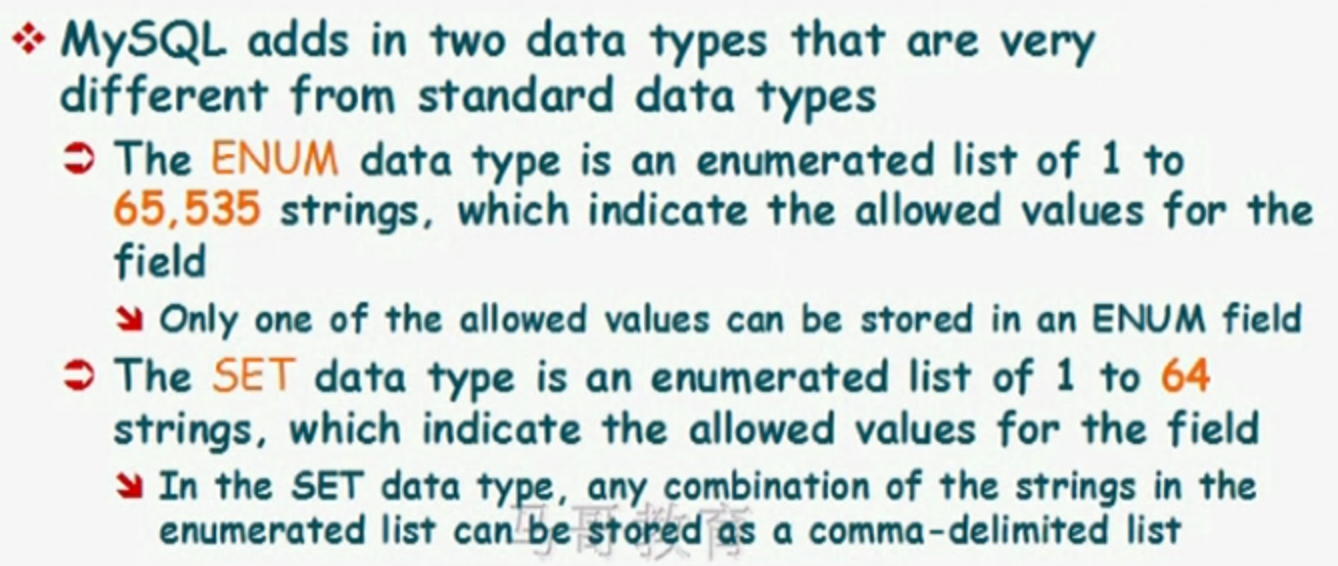 MySQL adds in two data types that are very
different from standard data types
The ENUM data type is an enumerated list of 1 to
65,535 strings, which indicate the allowed values for the
field
Only one of the allowed values can be stored in an ENUM field
The SET data type is an enumerated list of 1 to 64
strings, which indicate the allowed values for the field
In the SET data type, any combination of the strings in the
enumerated list can be stored as a comma-delimited list
马哥教育